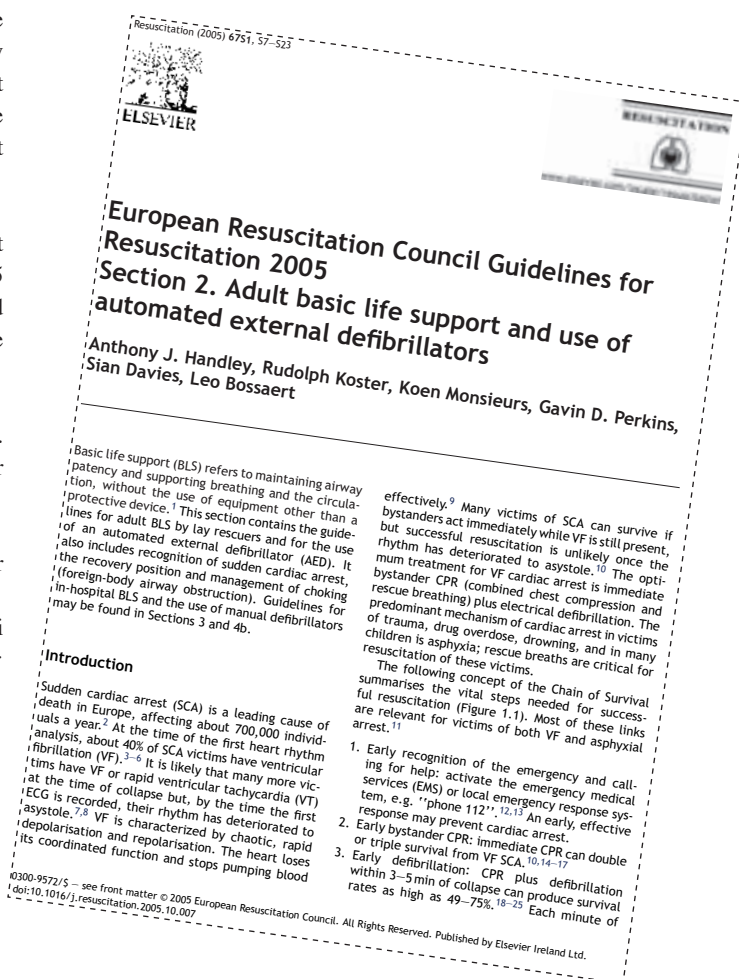 Resuscitation (2005) 67S1, S7—S23
ELSEVIER
RESUSCITATION
European Resuscitation Council Guidelines for
Resuscitation 2005
Section 2. Adult basic life support and use of
automated external defibrillators
Anthony J. Handley, Rudolph Koster, Koen Monsieurs, Gavin D. Perkins,
Sian Davies, Leo Bossaert
Basic life support (BLS) refers to maintaining airway
patency and supporting breathing and the circula-
tion, without the use of equipment other than a
protective device.1 This section contains the guide-
lines for adult BLS by lay rescuers and for the use
of an automated external defibrillator (AED). It
also includes recognition of sudden cardiac arrest,
the recovery position and management of choking
(foreign-body airway obstruction). Guidelines for
in-hospital BLS and the use of manual defibrillators
may be found in Sections 3 and 4b.
Introduction
Sudden cardiac arrest (SCA) is a leading cause of
death in Europe, affecting about 700,000 individ-
uals a year.2 At the time of the first heart rhythm
analysis, about 40% of SCA victims have ventricular
fibrillation (VF).3—6 It is likely that many more vic-
tims have VF or rapid ventricular tachycardia (VT)
at the time of collapse but, by the time the first
ECG is recorded, their rhythm has deteriorated to
asystole.7,8 VF is characterized by chaotic, rapid
depolarisation and repolarisation. The heart loses
its coordinated function and stops pumping blood
effectively.9 Many victims of SCA can survive if
bystanders act immediately while VF is still present,
but successful resuscitation is unlikely once the
rhythm has deteriorated to asystole.10 The opti-
mum treatment for VF cardiac arrest is immediate
bystander CPR (combined chest compression and
rescue breathing) plus electrical defibrillation. The
predominant mechanism of cardiac arrest in victims
of trauma, drug overdose, drowning, and in many
children is asphyxia; rescue breaths are critical for
resuscitation of these victims.
The following concept of the Chain of Survival
summarises the vital steps needed for success-
ful resuscitation (Figure 1.1). Most of these links
are relevant for victims of both VF and asphyxial
arrest.11
1. Early recognition of the emergency and call-
ing for help: activate the emergency medical
services (EMS) or local emergency response sys-
tem, e.g. ''phone 112''.12,13 An early, effective
response may prevent cardiac arrest.
2. Early bystander CPR: immediate CPR can double
or triple survival from VF SCA.10,14—17
3. Early defibrillation: CPR plus defibrillation
within 3—5 min of collapse can produce survival
rates as high as 49—75%.18—25 Each minute of
0300-9572/$ — see front matter © 2005 European Resuscitation Council. All Rights Reserved. Published by Elsevier Ireland Ltd.
doi:10.1016/j.resuscitation.2005.10.007